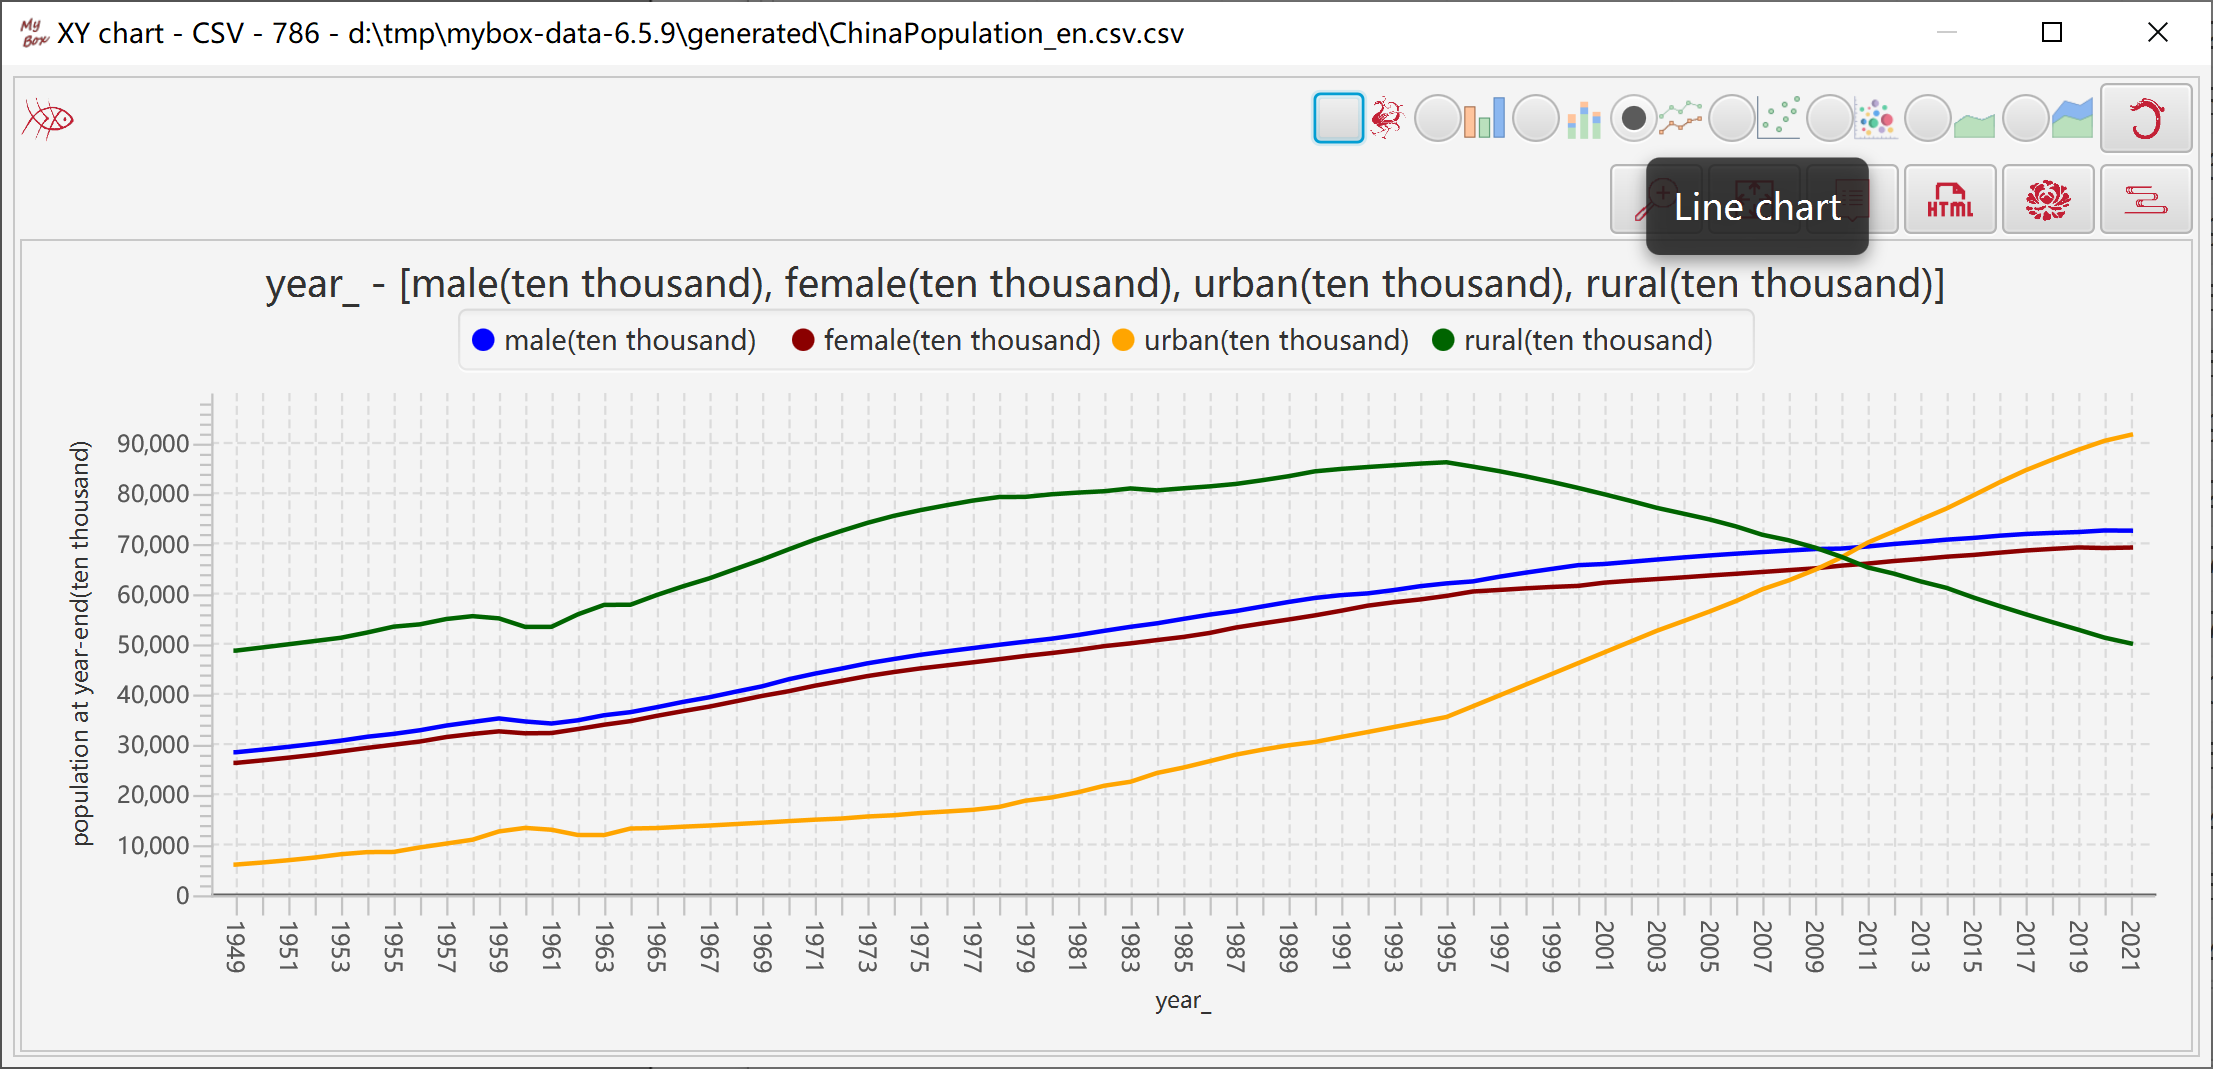 My Box XY chart - CSV - 786 - d:\tmp\mybox-data-6.5.9\generated\ChinaPopulation_en.csv.csv
Line chart
HTML
year_ - [male(ten thousand), female(ten thousand), urban(ten thousand), rural(ten thousand)]
male(ten thousand) female(ten thousand) urban(ten thousand) rural(ten thousand)
population at year-end(ten thousand)
90,000
80,000
70,000
60,000
50,000
40,000
30,000
20,000
10,000
0
1949 1951 1953 1955 1957 1959 1961 1963 1965 1967 1969 1971 1973 1975 1977 1979 1981 1983 1985 1987 1989 1991 1993 1995 1997 1999 2001 2003 2005 2007 2009 2011 2013 2015 2017 2019 2021
year_